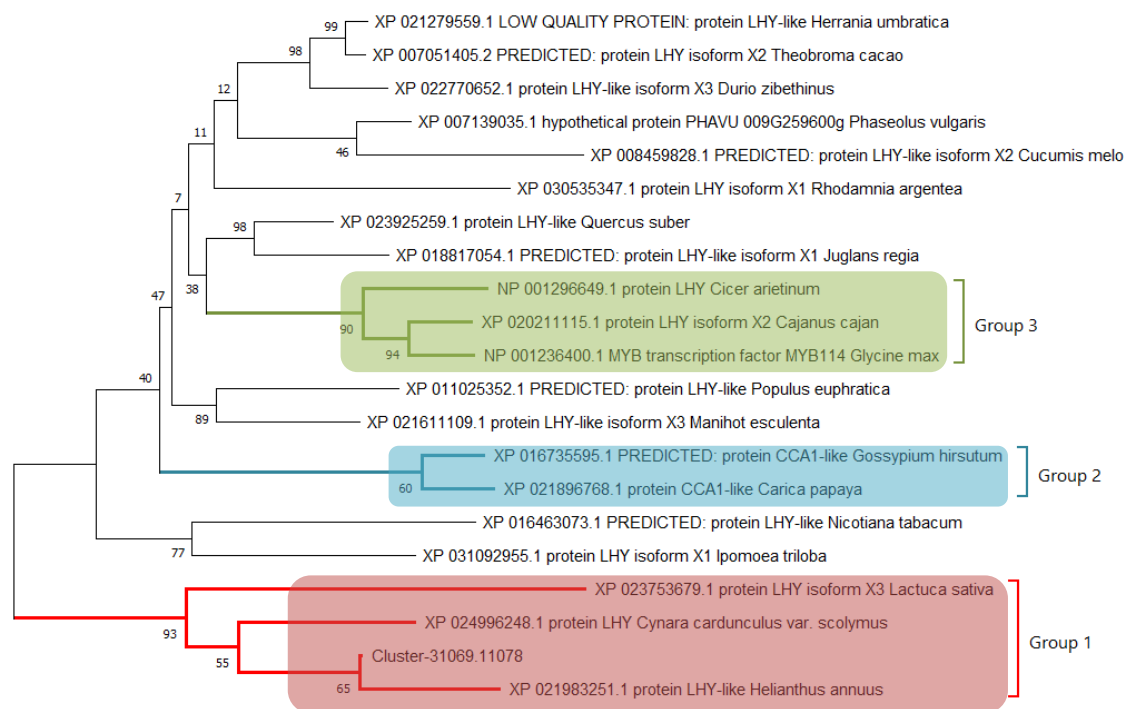 99
XP 021279559.1 LOW QUALITY PROTEIN: protein LHY-like Herrania umbratica
98
XP 007051405.2 PREDICTED: protein LHY isoform X2 Theobroma cacao
12
XP 022770652.1 protein LHY-like isoform X3 Durio zibethinus
XP 007139035.1 hypothetical protein PHAVU 009G259600g Phaseolus vulgaris
11
46
XP 008459828.1 PREDICTED: protein LHY-like isoform X2 Cucumis melo
7
XP 030535347.1 protein LHY isoform X1 Rhodamnia argentea
98
XP 023925259.1 protein LHY-like Quercus suber
XP 018817054.1 PREDICTED: protein LHY-like isoform X1 Juglans regia
38
47
NP 001296649.1 protein LHY Cicer arietinum
90
XP 020211115.1 protein LHY isoform X2 Cajanus cajan
Group 3
94
NP 001236400.1 MYB transcription factor MYB114 Glycine max
40
XP 011025352.1 PREDICTED: protein LHY-like Populus euphratica
89
XP 021611109.1 protein LHY-like isoform X3 Manihot esculenta
XP 016735595.1 PREDICTED: protein CCA1-like Gossypium hirsutum
Group 2
60
XP 021896768.1 protein CCA1-like Carica papaya
XP 016463073.1 PREDICTED: protein LHY-like Nicotiana tabacum
77
XP 031092955.1 protein LHY isoform X1 Ipomoea triloba
XP 023753679.1 protein LHY isoform X3 Lactuca sativa
93
XP 024996248.1 protein LHY Cynara cardunculus var. scolymus
Group 1
55
Cluster-31069.11078
65
XP 021983251.1 protein LHY-like Helianthus annuus